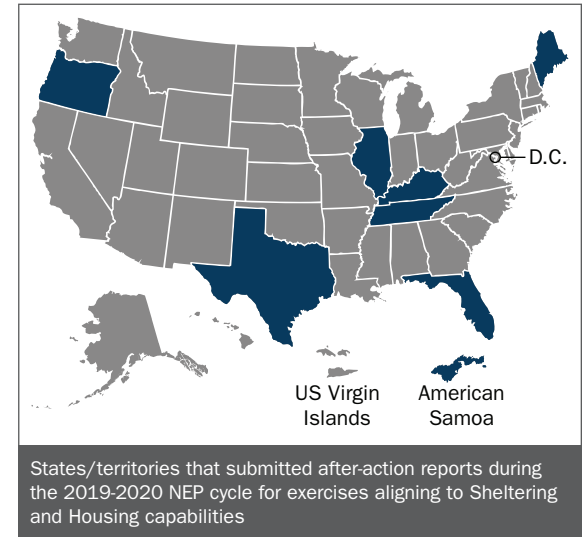 D.C.
US Virgin
Islands
American
Samoa
States/territories that submitted after-action reports during
the 2019-2020 NEP cycle for exercises aligning to Sheltering
and Housing capabilities